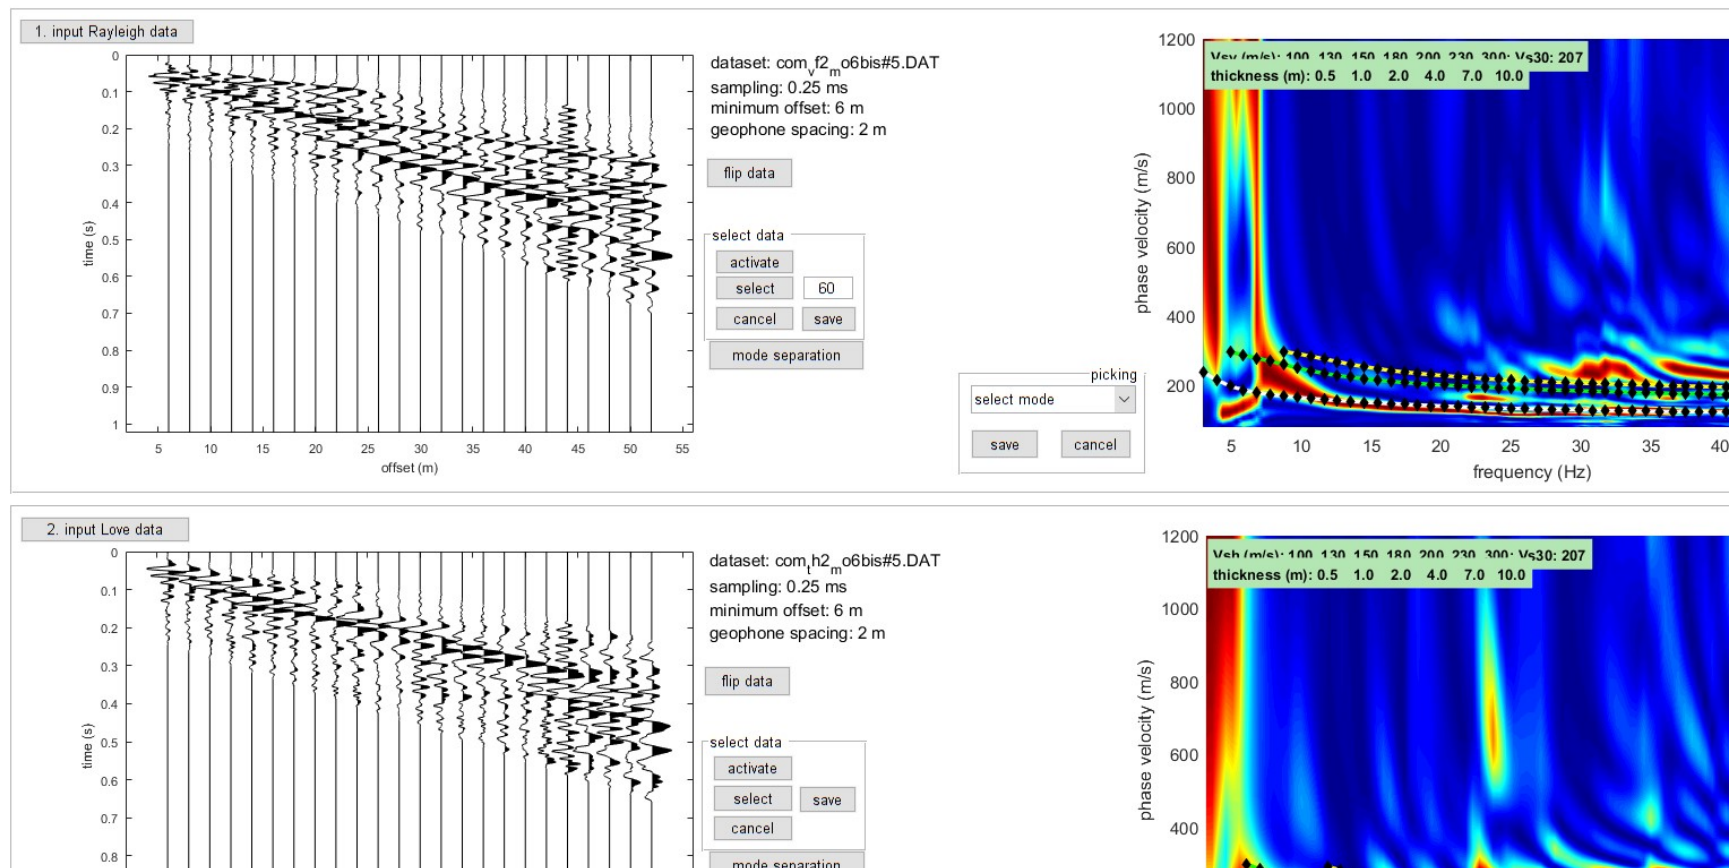 1. input Rayleigh data
0
0.1
0.2
0.3
0.4
0.5
0.6
0.7
0.8
0.9
1
time (s)
5 10 15 20 25 30 35 40 45 50 55
offset (m)
dataset: com_vf2_mo6bis#5.DAT
sampling: 0.25 ms
minimum offset: 6 m
geophone spacing: 2 m
flip data
select data
activate
select 60
cancel save
mode separation
picking
select mode
save cancel
1200
1000
800
600
400
200
phase velocity (m/s)
Vsv (m/s): 100 130 150 180 200 230 300: Vs30: 207
thickness (m): 0.5 1.0 2.0 4.0 7.0 10.0
5 10 15 20 25 30 35 40
frequency (Hz)
2. input Love data
0
0.1
0.2
0.3
0.4
0.5
0.6
0.8
time (s)
dataset: com_th2_mo6bis#5.DAT
sampling: 0.25 ms
minimum offset: 6 m
geophone spacing: 2 m
flip data
select data
activate
select save
cancel
mode separation
1200
1000
800
600
400
phase velocity (m/s)
Vsh (m/s): 100 130 150 180 200 230 300: Vs30: 207
thickness (m): 0.5 1.0 2.0 4.0 7.0 10.0